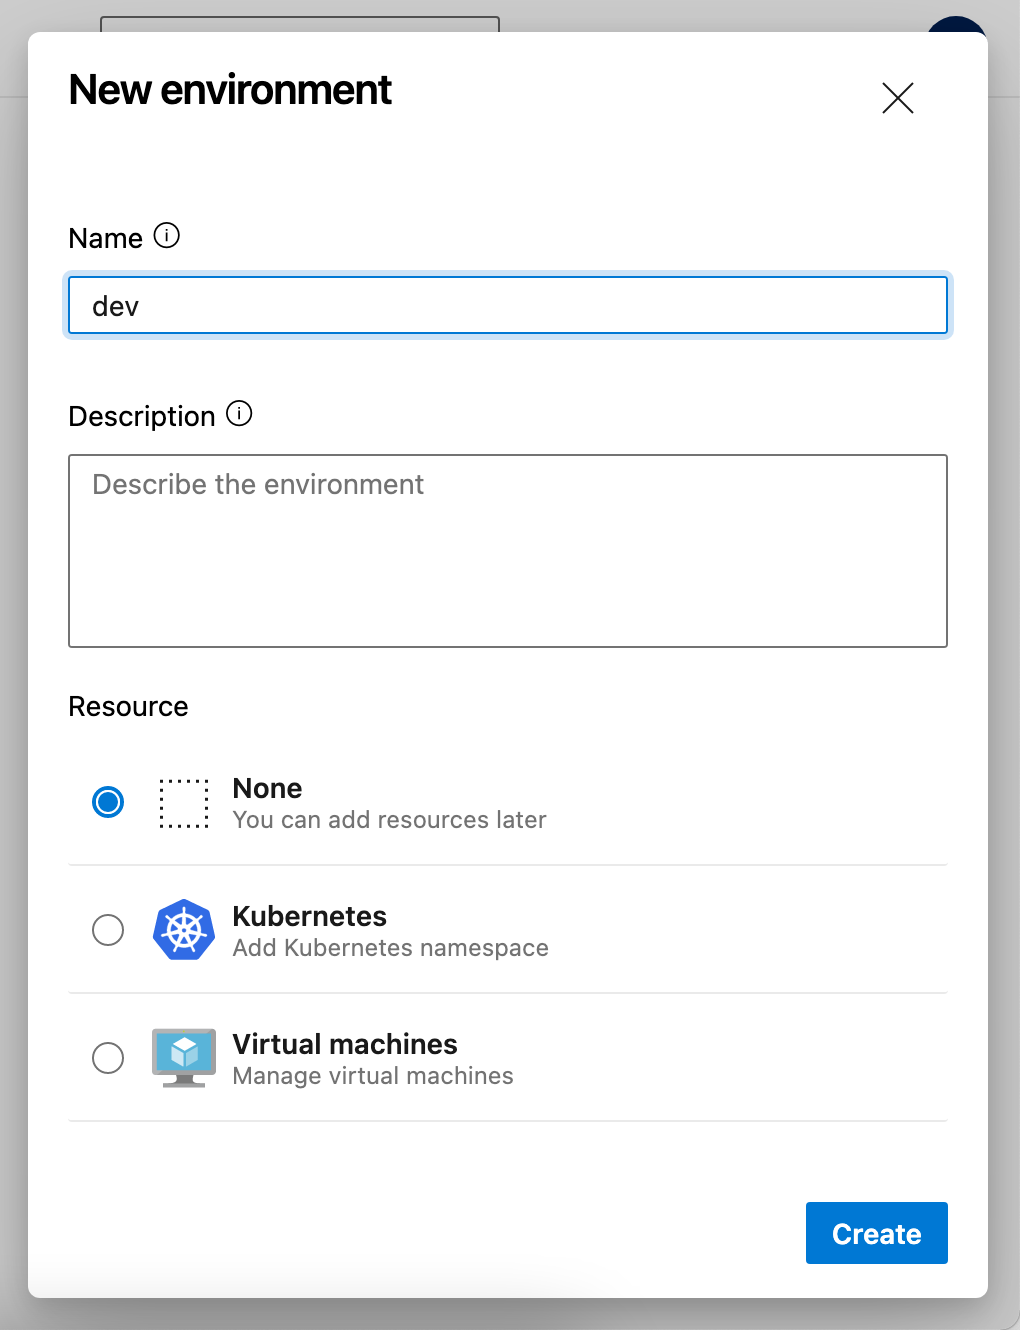 New environment
Name
dev
Description
Describe the environment
Resource
None
You can add resources later
Kubernetes
Add Kubernetes namespace
Virtual machines
Manage virtual machines
Create